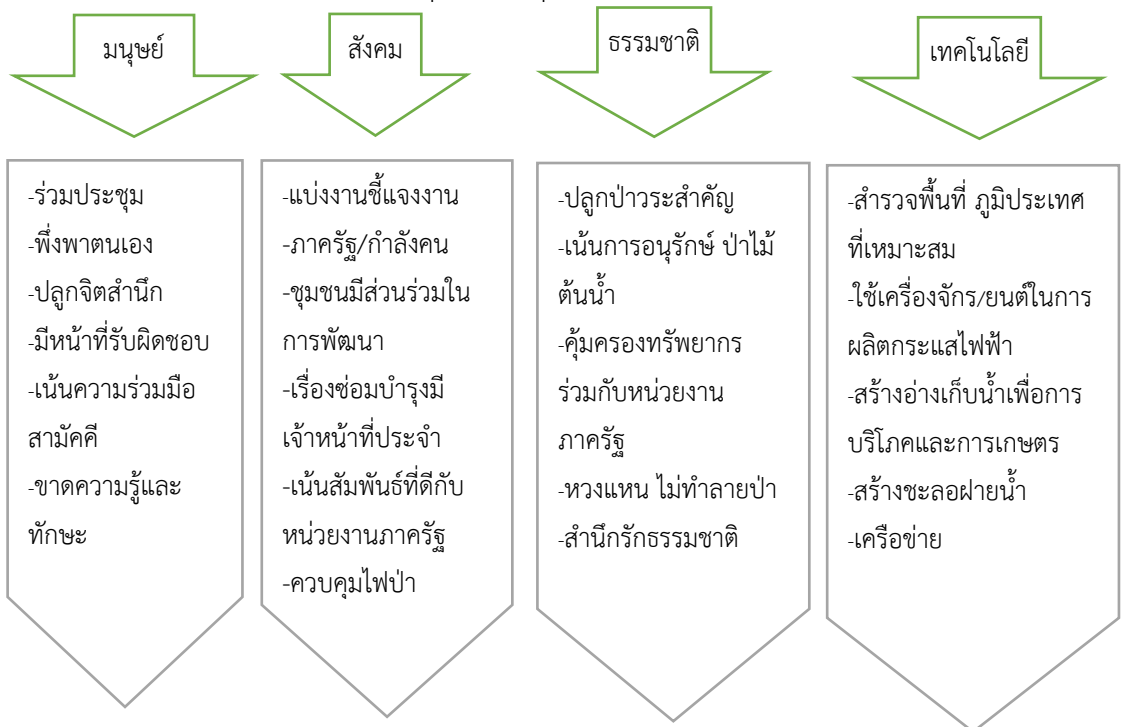 มนุษย์
-ร่วมประชุม
-พึ่งพาตนเอง
-ปลูกจิตสำนึก
-มีหน้าที่รับผิดชอบ
-เน้นความร่วมมือ
สามัคคี
-ขาดความรู้และ
ทักษะ
สังคม
-แบ่งงานชี้แจงงาน
-ภาครัฐ/กำลังคน
-ชุมชนมีส่วนร่วมใน
การพัฒนา
-เรื่องซ่อมบำรุงมี
เจ้าหน้าที่ประจำ
-เน้นสัมพันธ์ที่ดีกับ
หน่วยงานภาครัฐ
-ควบคุมไฟป่า
ธรรมชาติ
-ปลูกป่าวระสำคัญ
-เน้นการอนุรักษ์ ป่าไม้
ต้นน้ำ
-คุ้มครองทรัพยากร
ร่วมกับหน่วยงาน
ภาครัฐ
-หวงแหน ไม่ทำลายป่า
-สำนึกรักธรรมชาติ
เทคโนโลยี
-สำรวจพื้นที่ ภูมิประเทศ
ที่เหมาะสม
-ใช้เครื่องจักร/ยนต์ในการ
ผลิตกระแสไฟฟ้า
-สร้างอ่างเก็บน้ำเพื่อการ
บริโภคและการเกษตร
-สร้างชะลอฝายน้ำ
-เครือข่าย